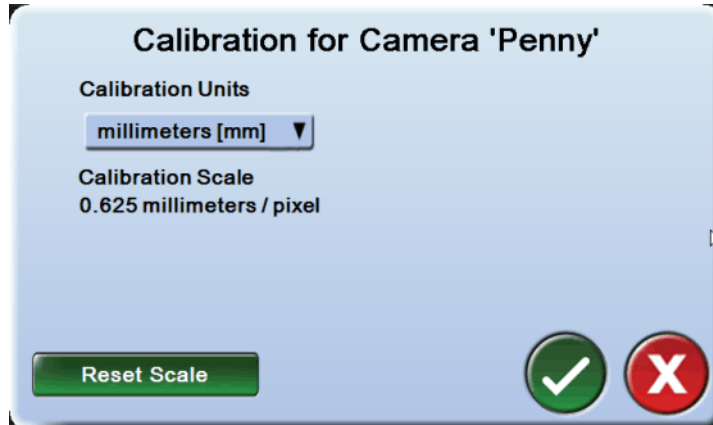 Calibration for Camera 'Penny'
Calibration Units
millimeters [mm]
Calibration Scale
0.625 millimeters / pixel
Reset Scale